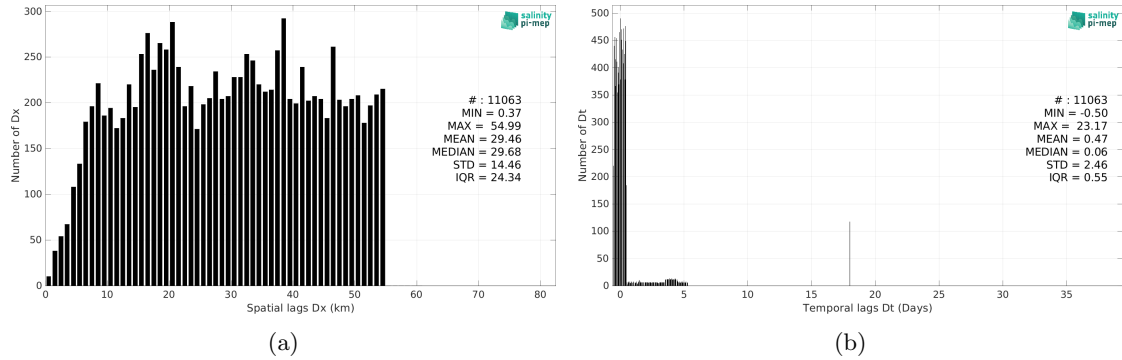 salinity
pi-mep
Number of Dx
300
250
200
150
100
50
0
# : 11063
MIN = 0.37
MAX = 54.99
MEAN = 29.46
MEDIAN = 29.68
STD = 14.46
IQR = 24.34
0 10 20 30 40 50 60 70 80
Spatial lags Dx (km)
(a)
salinity
pi-mep
Number of Dt
500
450
400
350
300
250
200
150
100
50
0
# : 11063
MIN = -0.50
MAX = 23.17
MEAN = 0.47
MEDIAN = 0.06
STD = 2.46
IQR = 0.55
0 5 10 15 20 25 30 35
Temporal lags Dt (Days)
(b)